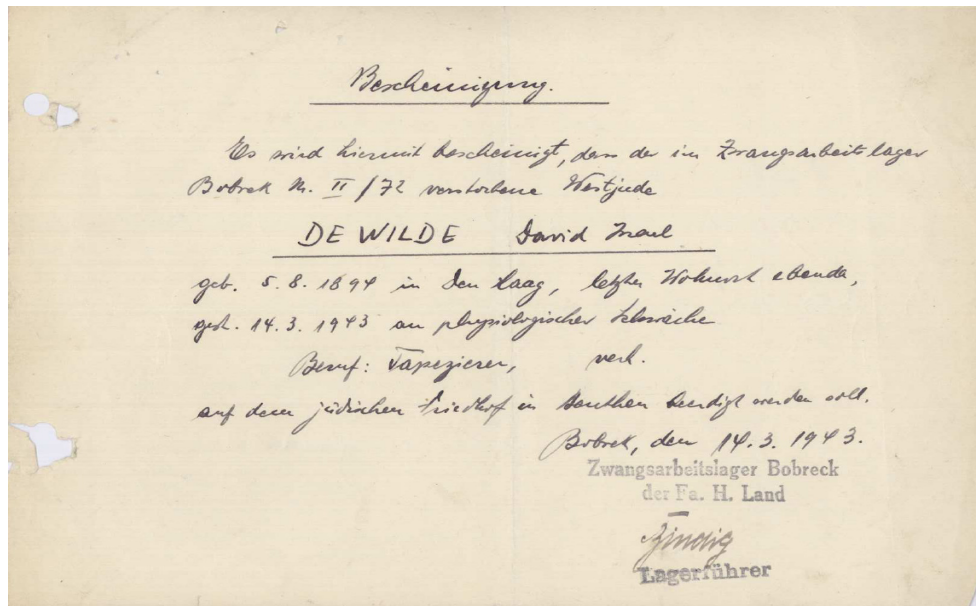 Bescheinigung.
Es wird hiermit bescheinigt, dass der im Zwangsarbeitslager
Bobrek Nr. II / 72 verstorbene Westjude
DE WILDE David Israel
geb. 5. 8. 1894 in Den Haag, letzter Wohnort ebenda,
gest. 14. 3. 1943 an physiologischer Schwäche
Beruf: Tapezierer, verh.
auf dem jüdischen Friedhof in Beuthen beerdigt werden soll.
Bobrek, den 14. 3. 1943.
Zwangsarbeitslager Bobreck
der Fa. H. Land
Lagerführer